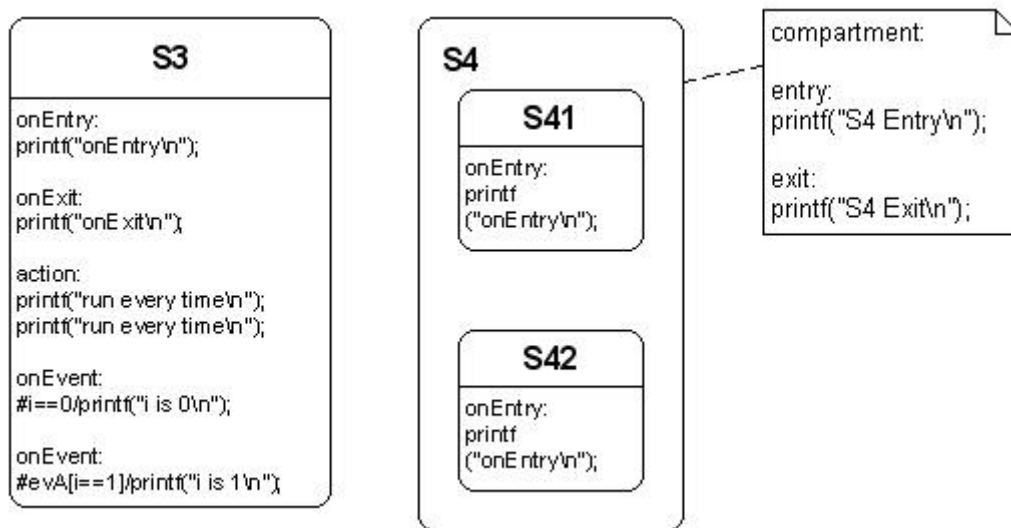 S3
onEntry:
printf("onEntry\n");
onExit:
printf("onExit\n");
action:
printf("run every time\n");
printf("run every time\n");
onEvent:
#i==0/printf("i is 0\n");
onEvent:
#evA[i==1]/printf("i is 1\n");
S4
S41
onEntry:
printf
("onEntry\n");
S42
onEntry:
printf
("onEntry\n");
compartment:
entry:
printf("S4 Entry\n");
exit:
printf("S4 Exit\n");